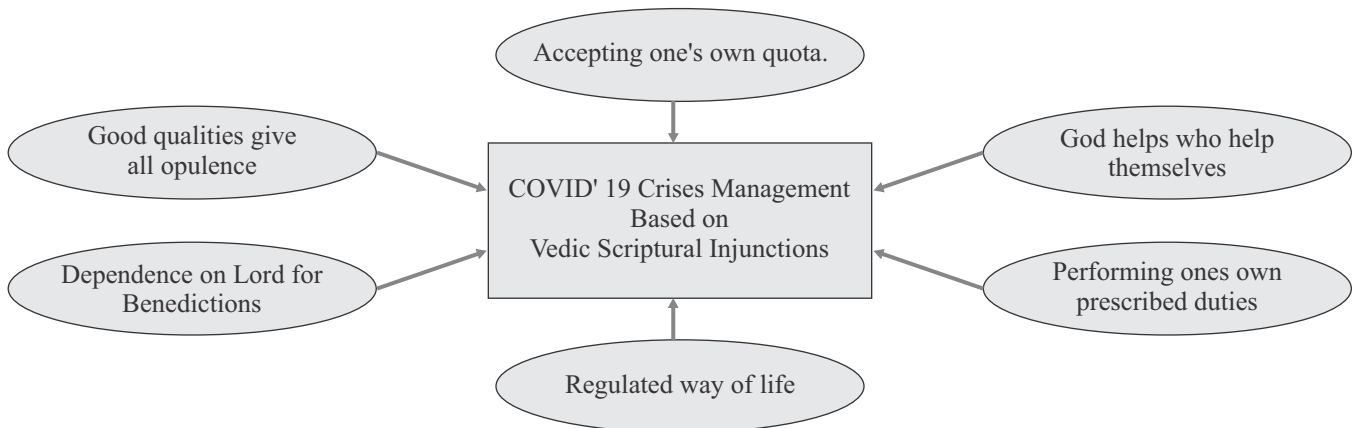 Accepting one's own quota.
Good qualities give
all opulence
God helps who help
themselves
COVID' 19 Crises Management
Based on
Vedic Scriptural Injunctions
Dependence on Lord for
Benedictions
Performing ones own
prescribed duties
Regulated way of life